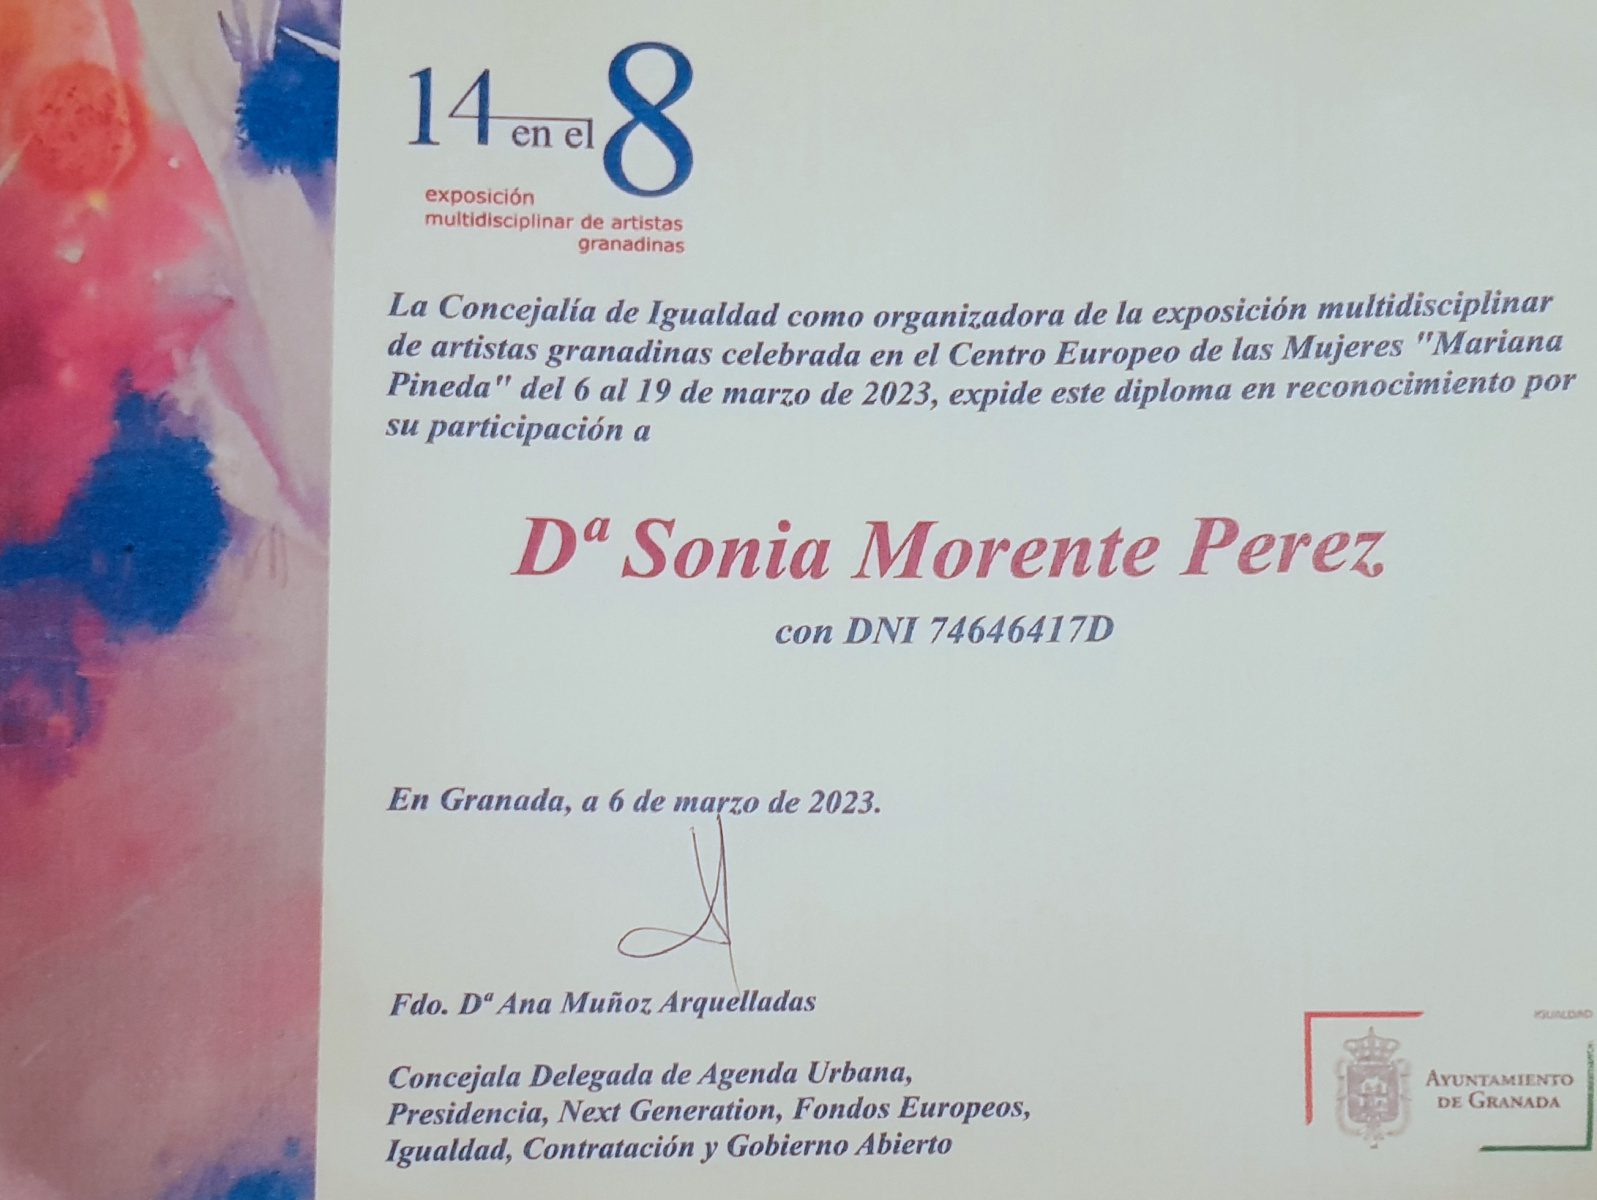 14 en el 8
exposición
multidisciplinar de artistas
granadinas
La Concejalía de Igualdad como organizadora de la exposición multidisciplinar
de artistas granadinas celebrada en el Centro Europeo de las Mujeres "Mariana
Pineda" del 6 al 19 de marzo de 2023, expide este diploma en reconocimiento por
su participación a
Dª Sonia Morente Perez
con DNI 74646417D
En Granada, a 6 de marzo de 2023.
Fdo. Dª Ana Muñoz Arquelladas
Concejala Delegada de Agenda Urbana,
Presidencia, Next Generation, Fondos Europeos,
Igualdad, Contratación y Gobierno Abierto
IGUALDAD
AYUNTAMIENTO
DE GRANADA